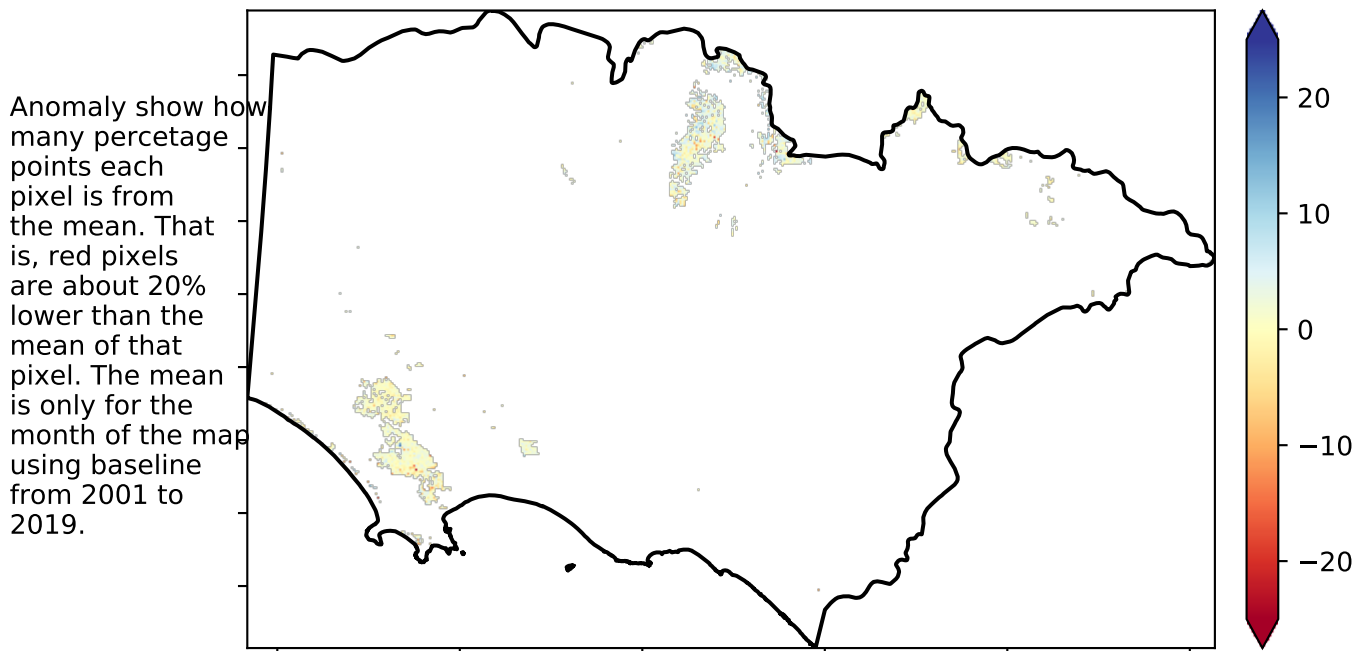 Anomaly show how
many percetage
points each
pixel is from
the mean. That
is, red pixels
are about 20%
lower than the
mean of that
pixel. The mean
is only for the
month of the map
using baseline
from 2001 to
2019.
20
10
0
−10
−20